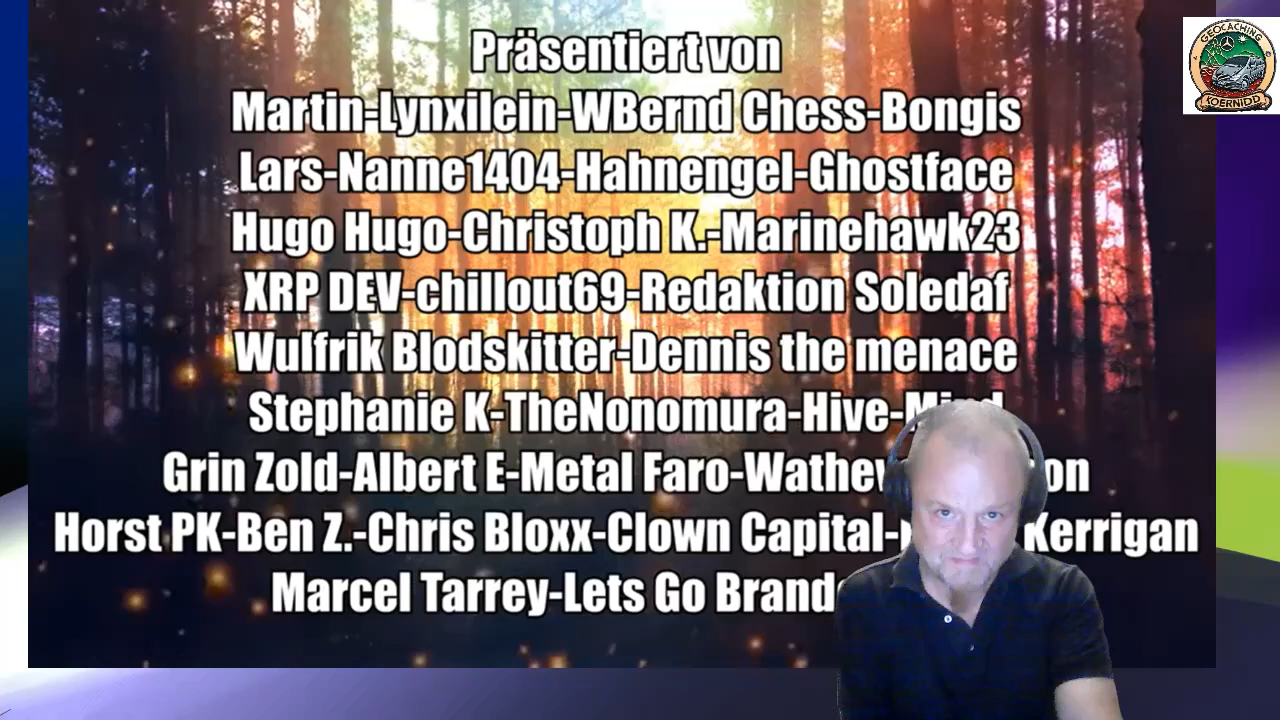 Präsentiert von
Martin-Lynxilein-WBernd Chess-Bongis
Lars-Nanne1404-Hahnengel-Ghostface
Hugo Hugo-Christoph K.-Marinehawk23
XRP DEV-chillout69-Redaktion Soledaf
Wulfrik Blodskitter-Dennis the menace
Stephanie K-TheNonomura-Hive-
Grin Zold-Albert E-Metal Faro-
Horst PK-Ben Z.-Chris Bloxx-Clown Capital- Kerrigan
Marcel Tarrey-Lets Go
GEOCACHING
KOERNIDD